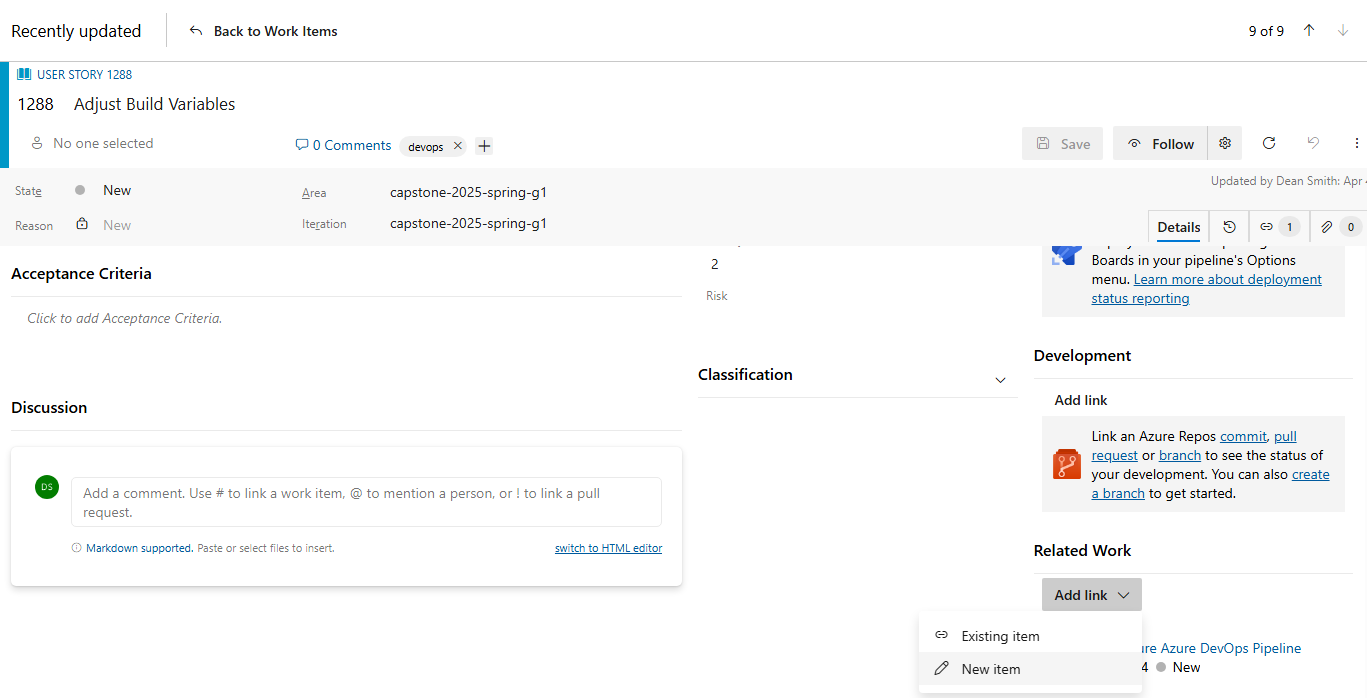 Recently updated
Back to Work Items
9 of 9
USER STORY 1288
1288 Adjust Build Variables
No one selected
0 Comments
devops
Save
Follow
State
New
Area
capstone-2025-spring-g1
Updated by Dean Smith: Apr
Reason
New
Iteration
capstone-2025-spring-g1
Details
1
0
Acceptance Criteria
Click to add Acceptance Criteria.
Discussion
DS
Add a comment. Use # to link a work item, @ to mention a person, or ! to link a pull
request.
Markdown supported. Paste or select files to insert.
switch to HTML editor
2
Risk
Classification
Boards in your pipeline's Options
menu. Learn more about deployment
status reporting
Development
Add link
Link an Azure Repos commit, pull
request or branch to see the status of
your development. You can also create
a branch to get started.
Related Work
Add link
Existing item
New item
Azure DevOps Pipeline
4 New